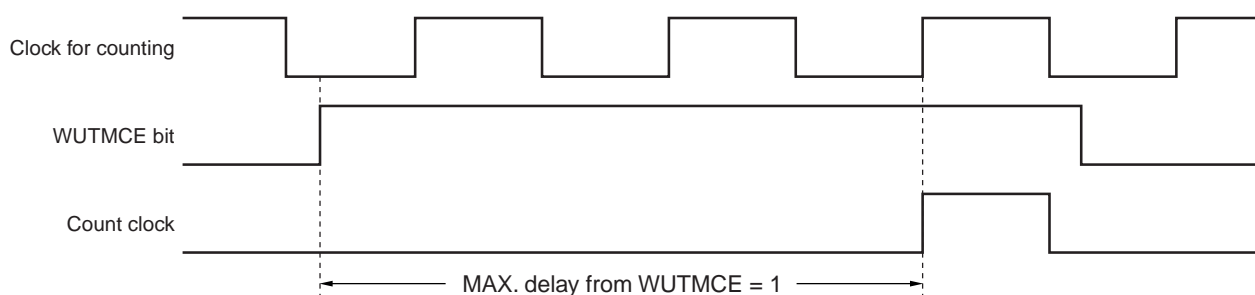 Clock for counting
WUTMCE bit
Count clock
MAX. delay from WUTMCE = 1